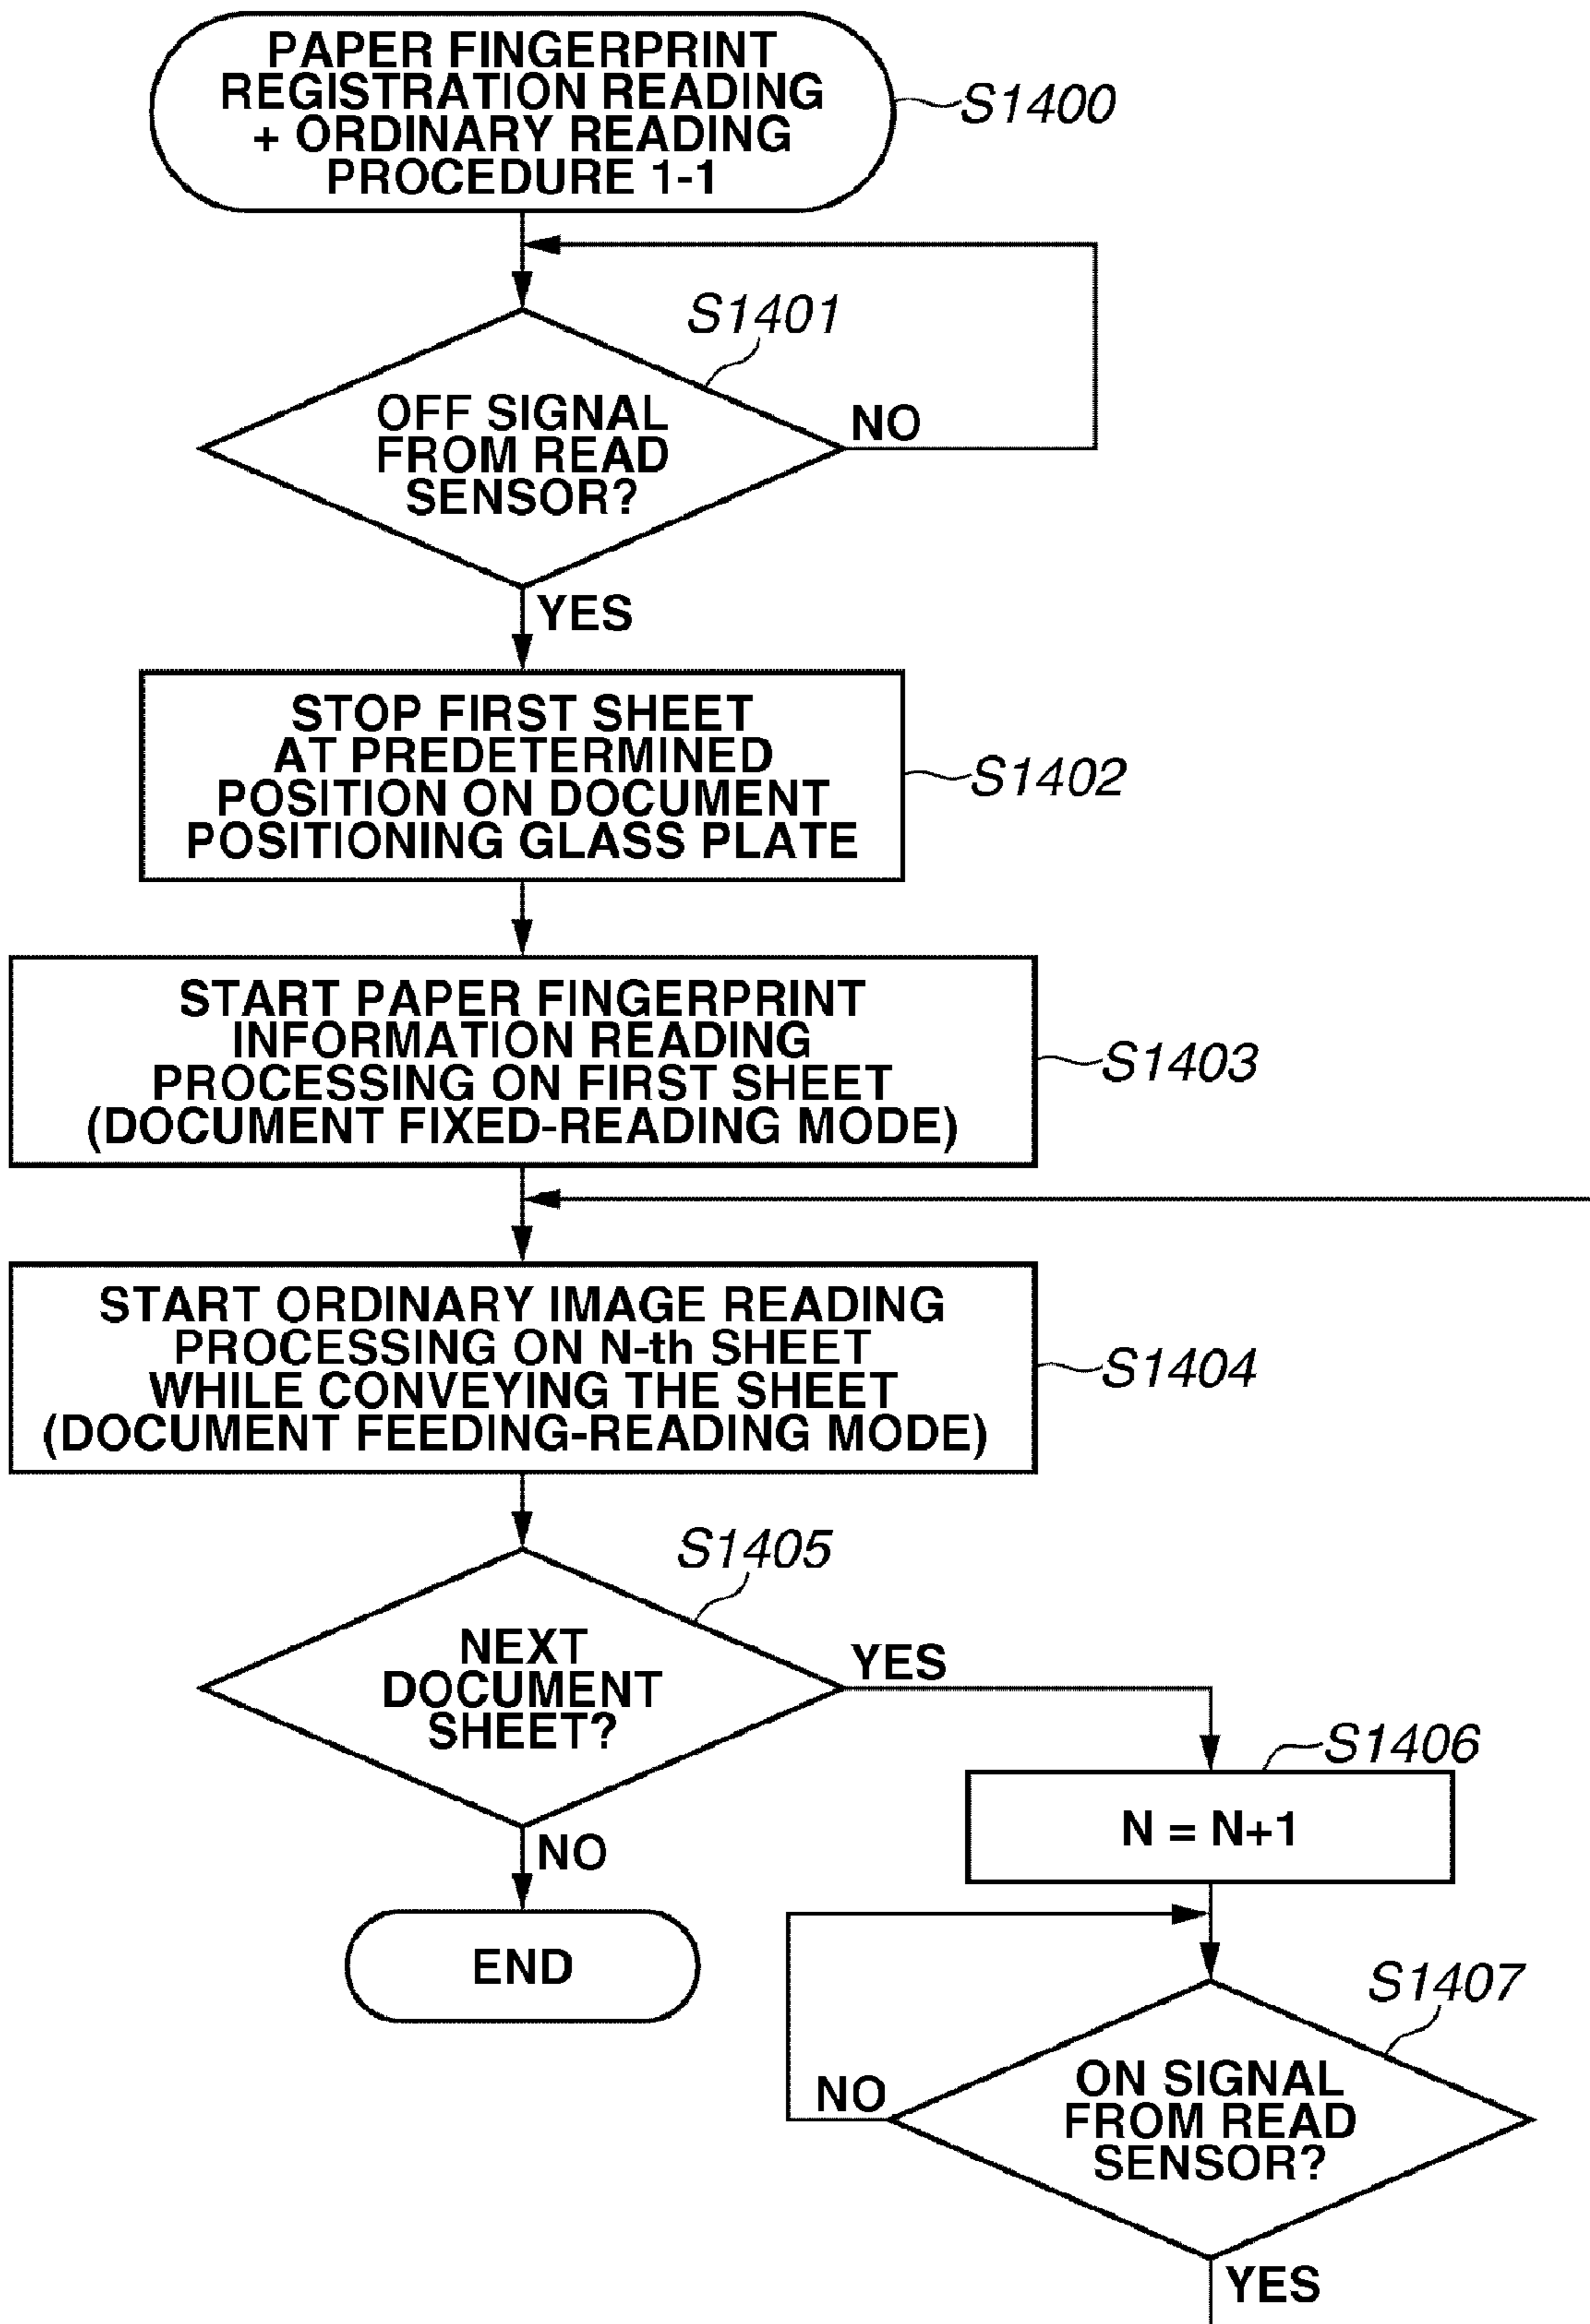 PAPER FINGERPRINT
REGISTRATION READING
+ ORDINARY READING
PROCEDURE 1-1
S1400
S1401
OFF SIGNAL
FROM READ
SENSOR?
NO
YES
STOP FIRST SHEET
AT PREDETERMINED
POSITION ON DOCUMENT
POSITIONING GLASS PLATE
S1402
START PAPER FINGERPRINT
INFORMATION READING
PROCESSING ON FIRST SHEET
(DOCUMENT FIXED-READING MODE)
S1403
START ORDINARY IMAGE READING
PROCESSING ON N-th SHEET
WHILE CONVEYING THE SHEET
(DOCUMENT FEEDING-READING MODE)
S1404
S1405
NEXT
DOCUMENT
SHEET?
YES
NO
END
S1406
N = N+1
S1407
ON SIGNAL
FROM READ
SENSOR?
NO
YES